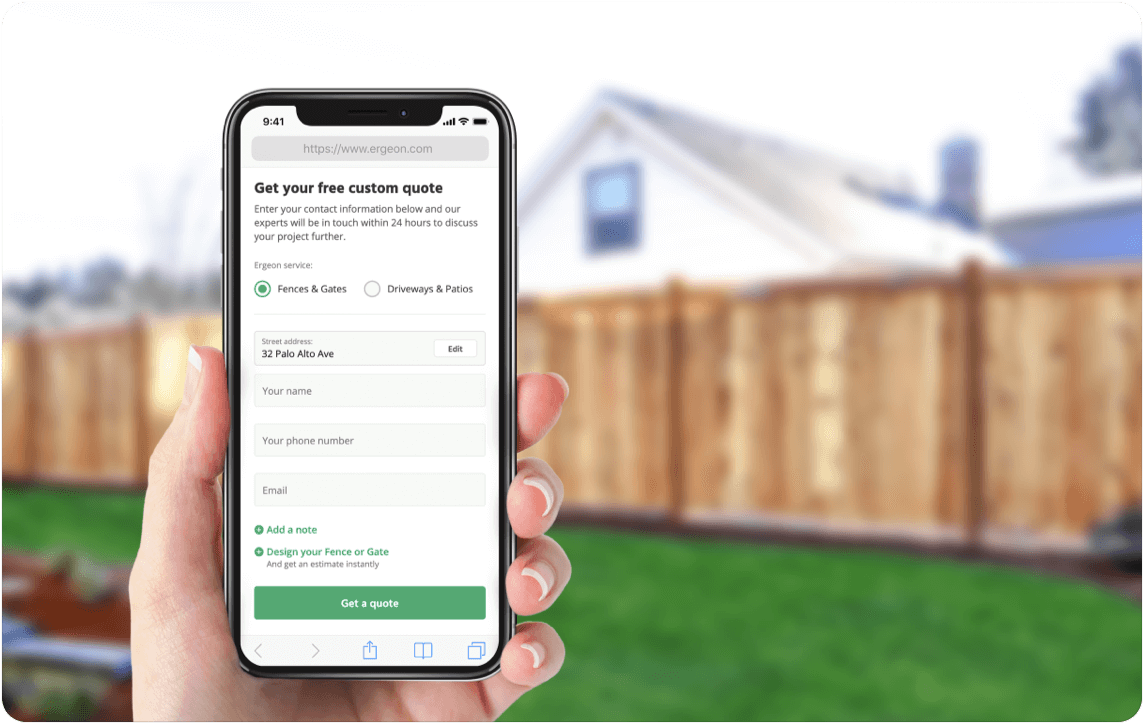 9:41
https://www.ergeon.com
Get your free custom quote
Enter your contact information below and our
experts will be in touch within 24 hours to discuss
your project further.
Ergeon service:
Fences & Gates
Driveways & Patios
Street address:
32 Palo Alto Ave
Edit
Your name
Your phone number
Email
Add a note
Design your Fence or Gate
And get an estimate instantly
Get a quote